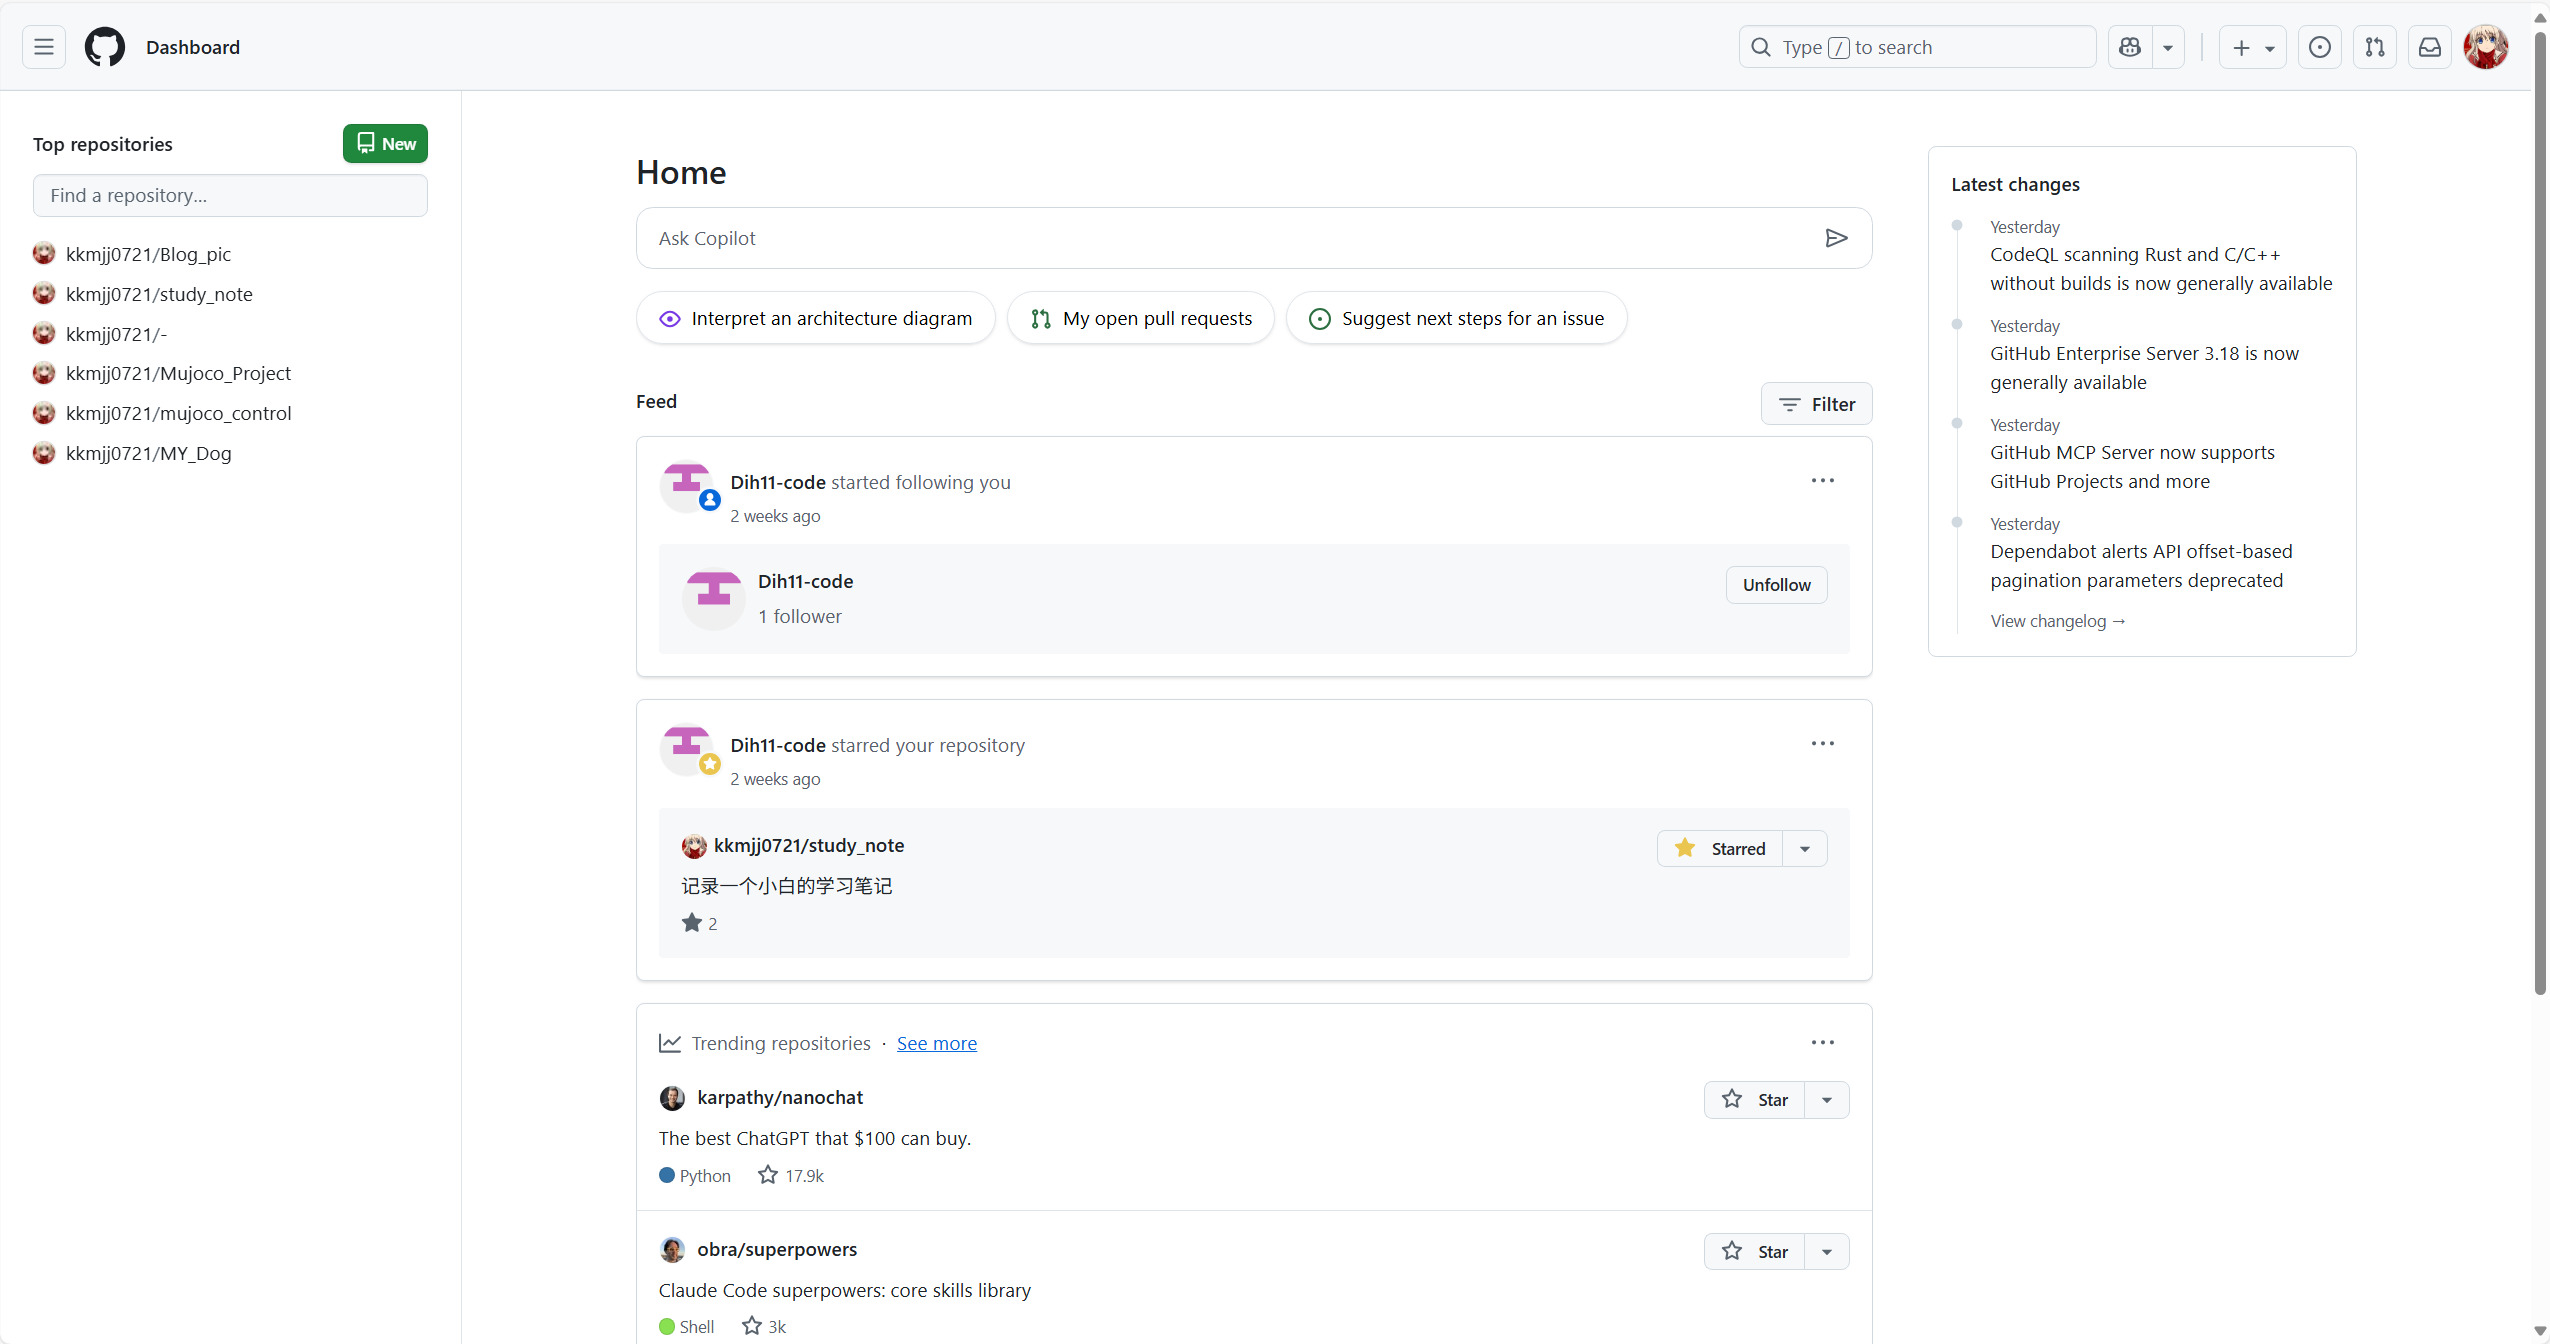 Dashboard
Type / to search
Top repositories
New
Find a repository...
kkmjj0721/Blog_pic
kkmjj0721/study_note
kkmjj0721/-
kkmjj0721/Mujoco_Project
kkmjj0721/mujoco_control
kkmjj0721/MY_Dog
Home
Ask Copilot
Interpret an architecture diagram
My open pull requests
Suggest next steps for an issue
Feed
Filter
Dih11-code started following you
2 weeks ago
Dih11-code
Unfollow
1 follower
Dih11-code starred your repository
2 weeks ago
kkmjj0721/study_note
Starred
记录一个小白的学习笔记
2
Trending repositories · See more
karpathy/nanochat
Star
The best ChatGPT that $100 can buy.
Python 17.9k
obra/superpowers
Star
Claude Code superpowers: core skills library
Shell 3k
Latest changes
Yesterday
CodeQL scanning Rust and C/C++
without builds is now generally available
Yesterday
GitHub Enterprise Server 3.18 is now
generally available
Yesterday
GitHub MCP Server now supports
GitHub Projects and more
Yesterday
Dependabot alerts API offset-based
pagination parameters deprecated
View changelog →